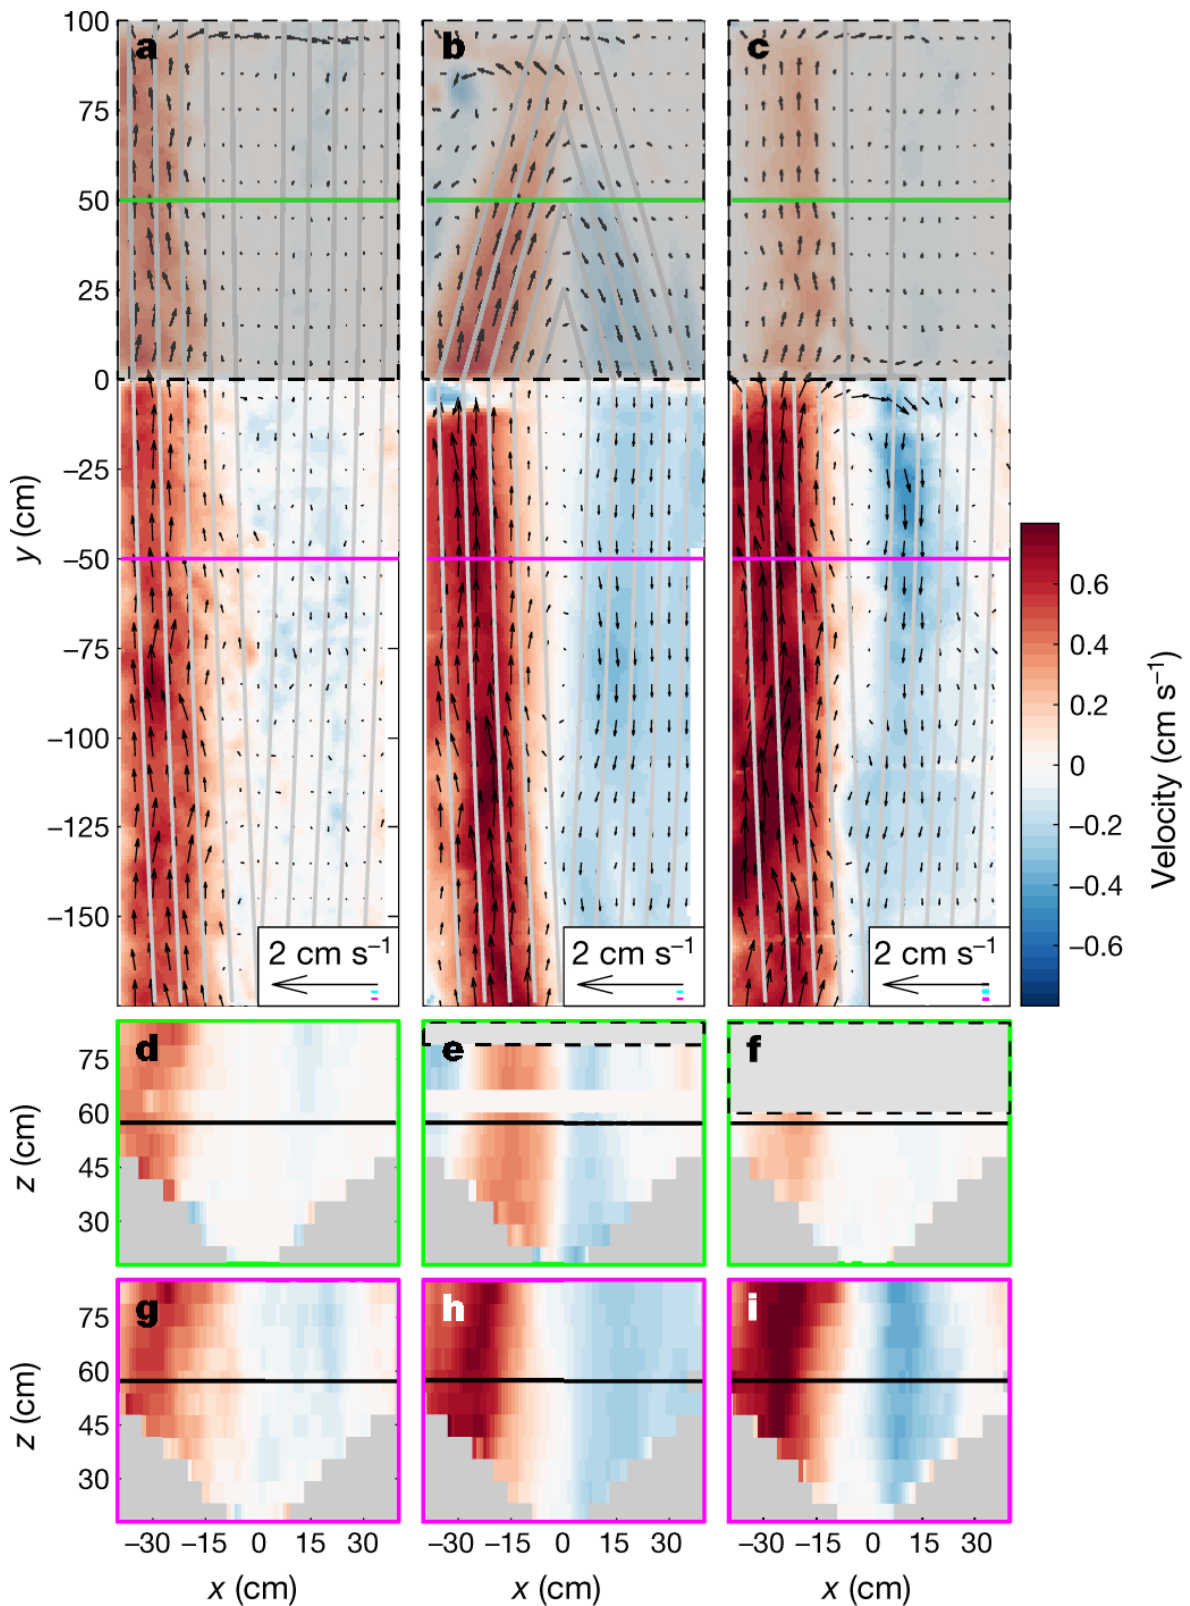 a b c
100
75
50
25
0
−25
−50
−75
−100
−125
−150
y (cm)
2 cm s−1 2 cm s−1 2 cm s−1
0.6
0.4
0.2
0
−0.2
−0.4
−0.6
Velocity (cm s−1)
d e f
75
60
45
30
z (cm)
g h i
75
60
45
30
z (cm)
−30 −15 0 15 30 −30 −15 0 15 30 −30 −15 0 15 30
x (cm) x (cm) x (cm)